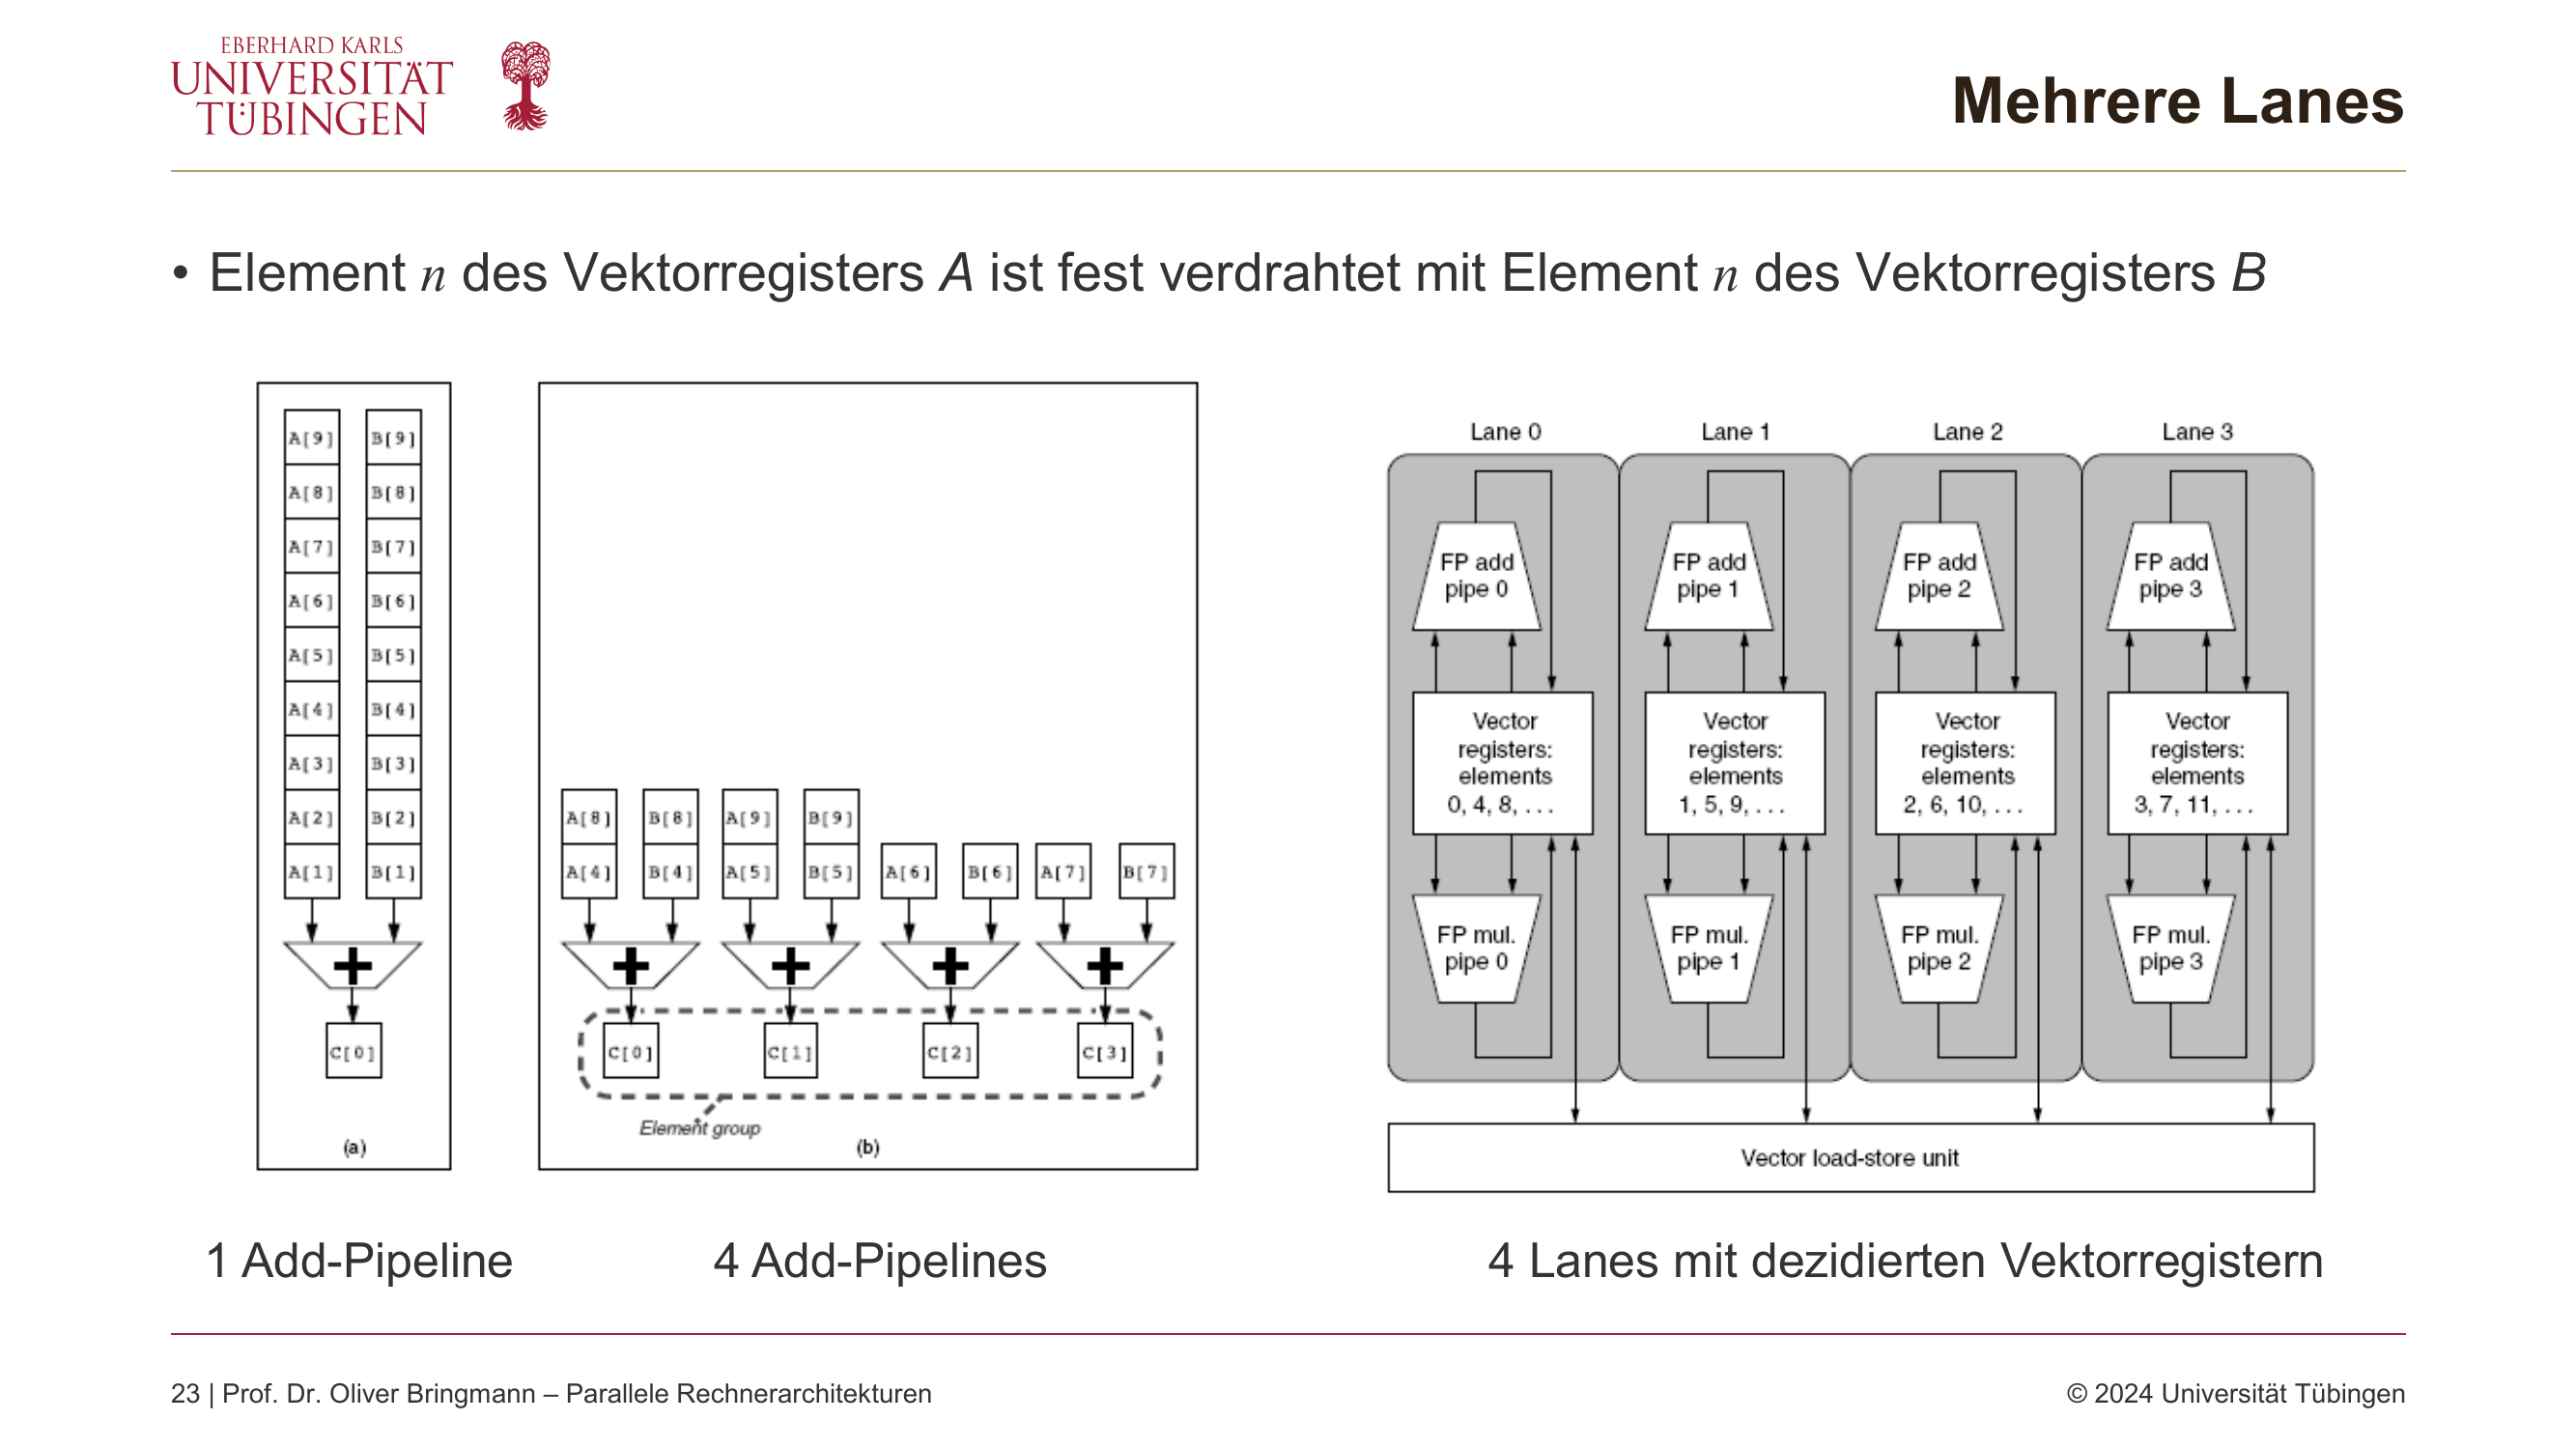 EBERHARD KARLS
UNIVERSITÄT
TÜBINGEN
Mehrere Lanes
• Element n des Vektorregisters A ist fest verdrahtet mit Element n des Vektorregisters B
A[9] B[9]
A[8] B[8]
A[7] B[7]
A[6] B[6]
A[5] B[5]
A[4] B[4]
A[3] B[3]
A[2] B[2]
A[1] B[1]
+
C[0]
(a)
A[8] B[8] A[9] B[9]
A[4] B[4] A[5] B[5] A[6] B[6] A[7] B[7]
+ + + +
C[0] C[1] C[2] C[3]
Element group
(b)
Lane 0 Lane 1 Lane 2 Lane 3
FP add FP add FP add FP add
pipe 0 pipe 1 pipe 2 pipe 3
Vector Vector Vector Vector
registers: registers: registers: registers:
elements elements elements elements
0, 4, 8, . . . 1, 5, 9, . . . 2, 6, 10, . . . 3, 7, 11, . . .
FP mul. FP mul. FP mul. FP mul.
pipe 0 pipe 1 pipe 2 pipe 3
Vector load-store unit
1 Add-Pipeline
4 Add-Pipelines
4 Lanes mit dezidierten Vektorregistern
23 | Prof. Dr. Oliver Bringmann – Parallele Rechnerarchitekturen
© 2024 Universität Tübingen